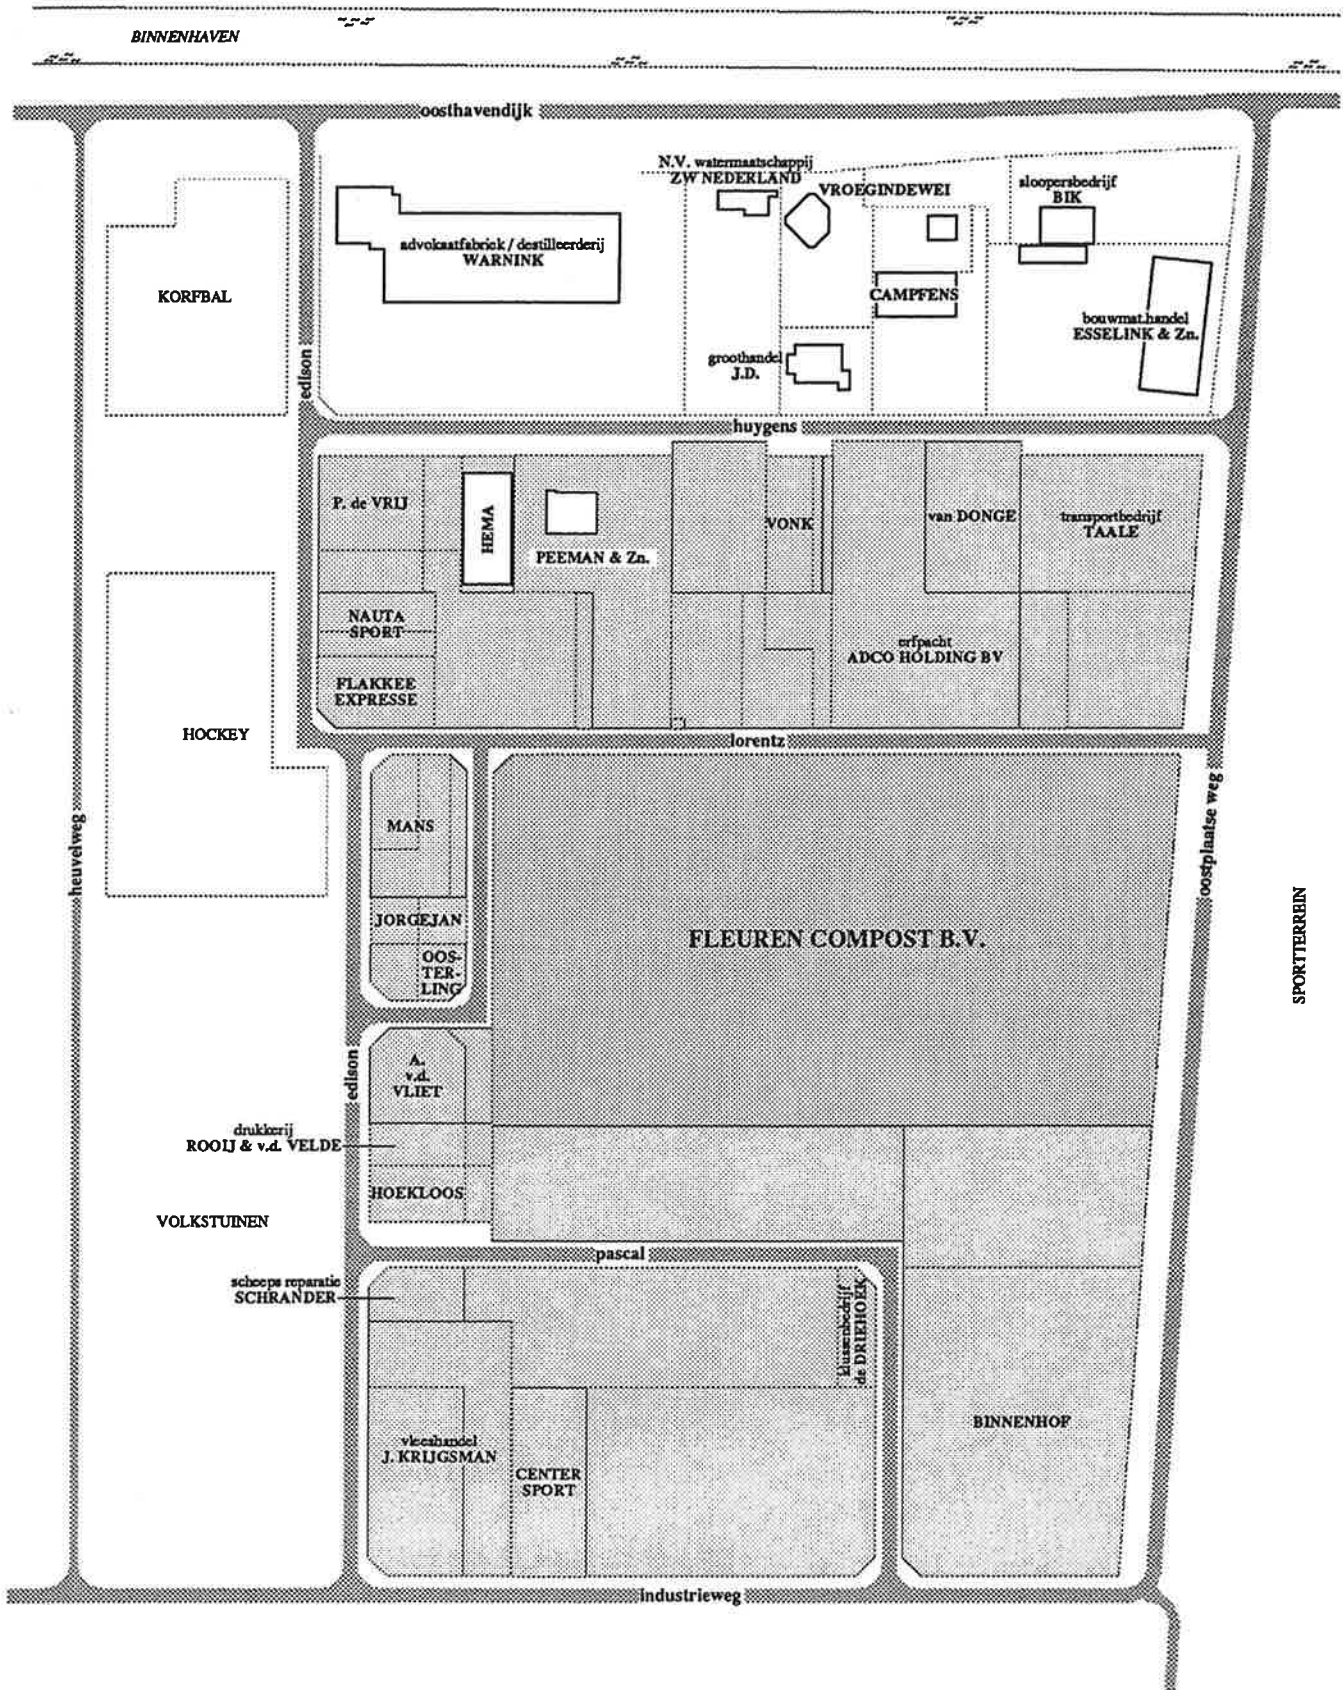 BINNENHAVEN
oosthavendijk
N.V. watermaatschappij
ZW NEDERLAND
VROEGINDEWEIJ
sloopersbedrijf
BIK
advokaatfabriek / destilleerderij
WARNINK
KORFBAL
CAMPFENS
bouwmat.handel
ESSELINK & Zn.
edison
groothandel
J.D.
huygens
P. de VRIJ
HEMA
PEEMAN & Zn.
VONK
van DONGE
transportbedrijf
TAALE
NAUTA
SPORT
erfpacht
ADCO HOLDING BV
FLAKKEE
EXPRESSE
HOCKEY
lorentz
heuvelweg
MANS
oostplaatse weg
JORGEJAN
FLEUREN COMPOST B.V.
SPORTTERREIN
OOS-
TER-
LING
edison
A.
v.d.
VLIET
drukkerij
ROOIJ & v.d. VELDE
HOEKLOOS
VOLKSTUINEN
pascal
scheeps reparatie
SCHRANDER
klussenbedrijf
de DRIEHOEK
vleeshandel
J. KRIJGSMAN
CENTER
SPORT
BINNENHOF
industrieweg